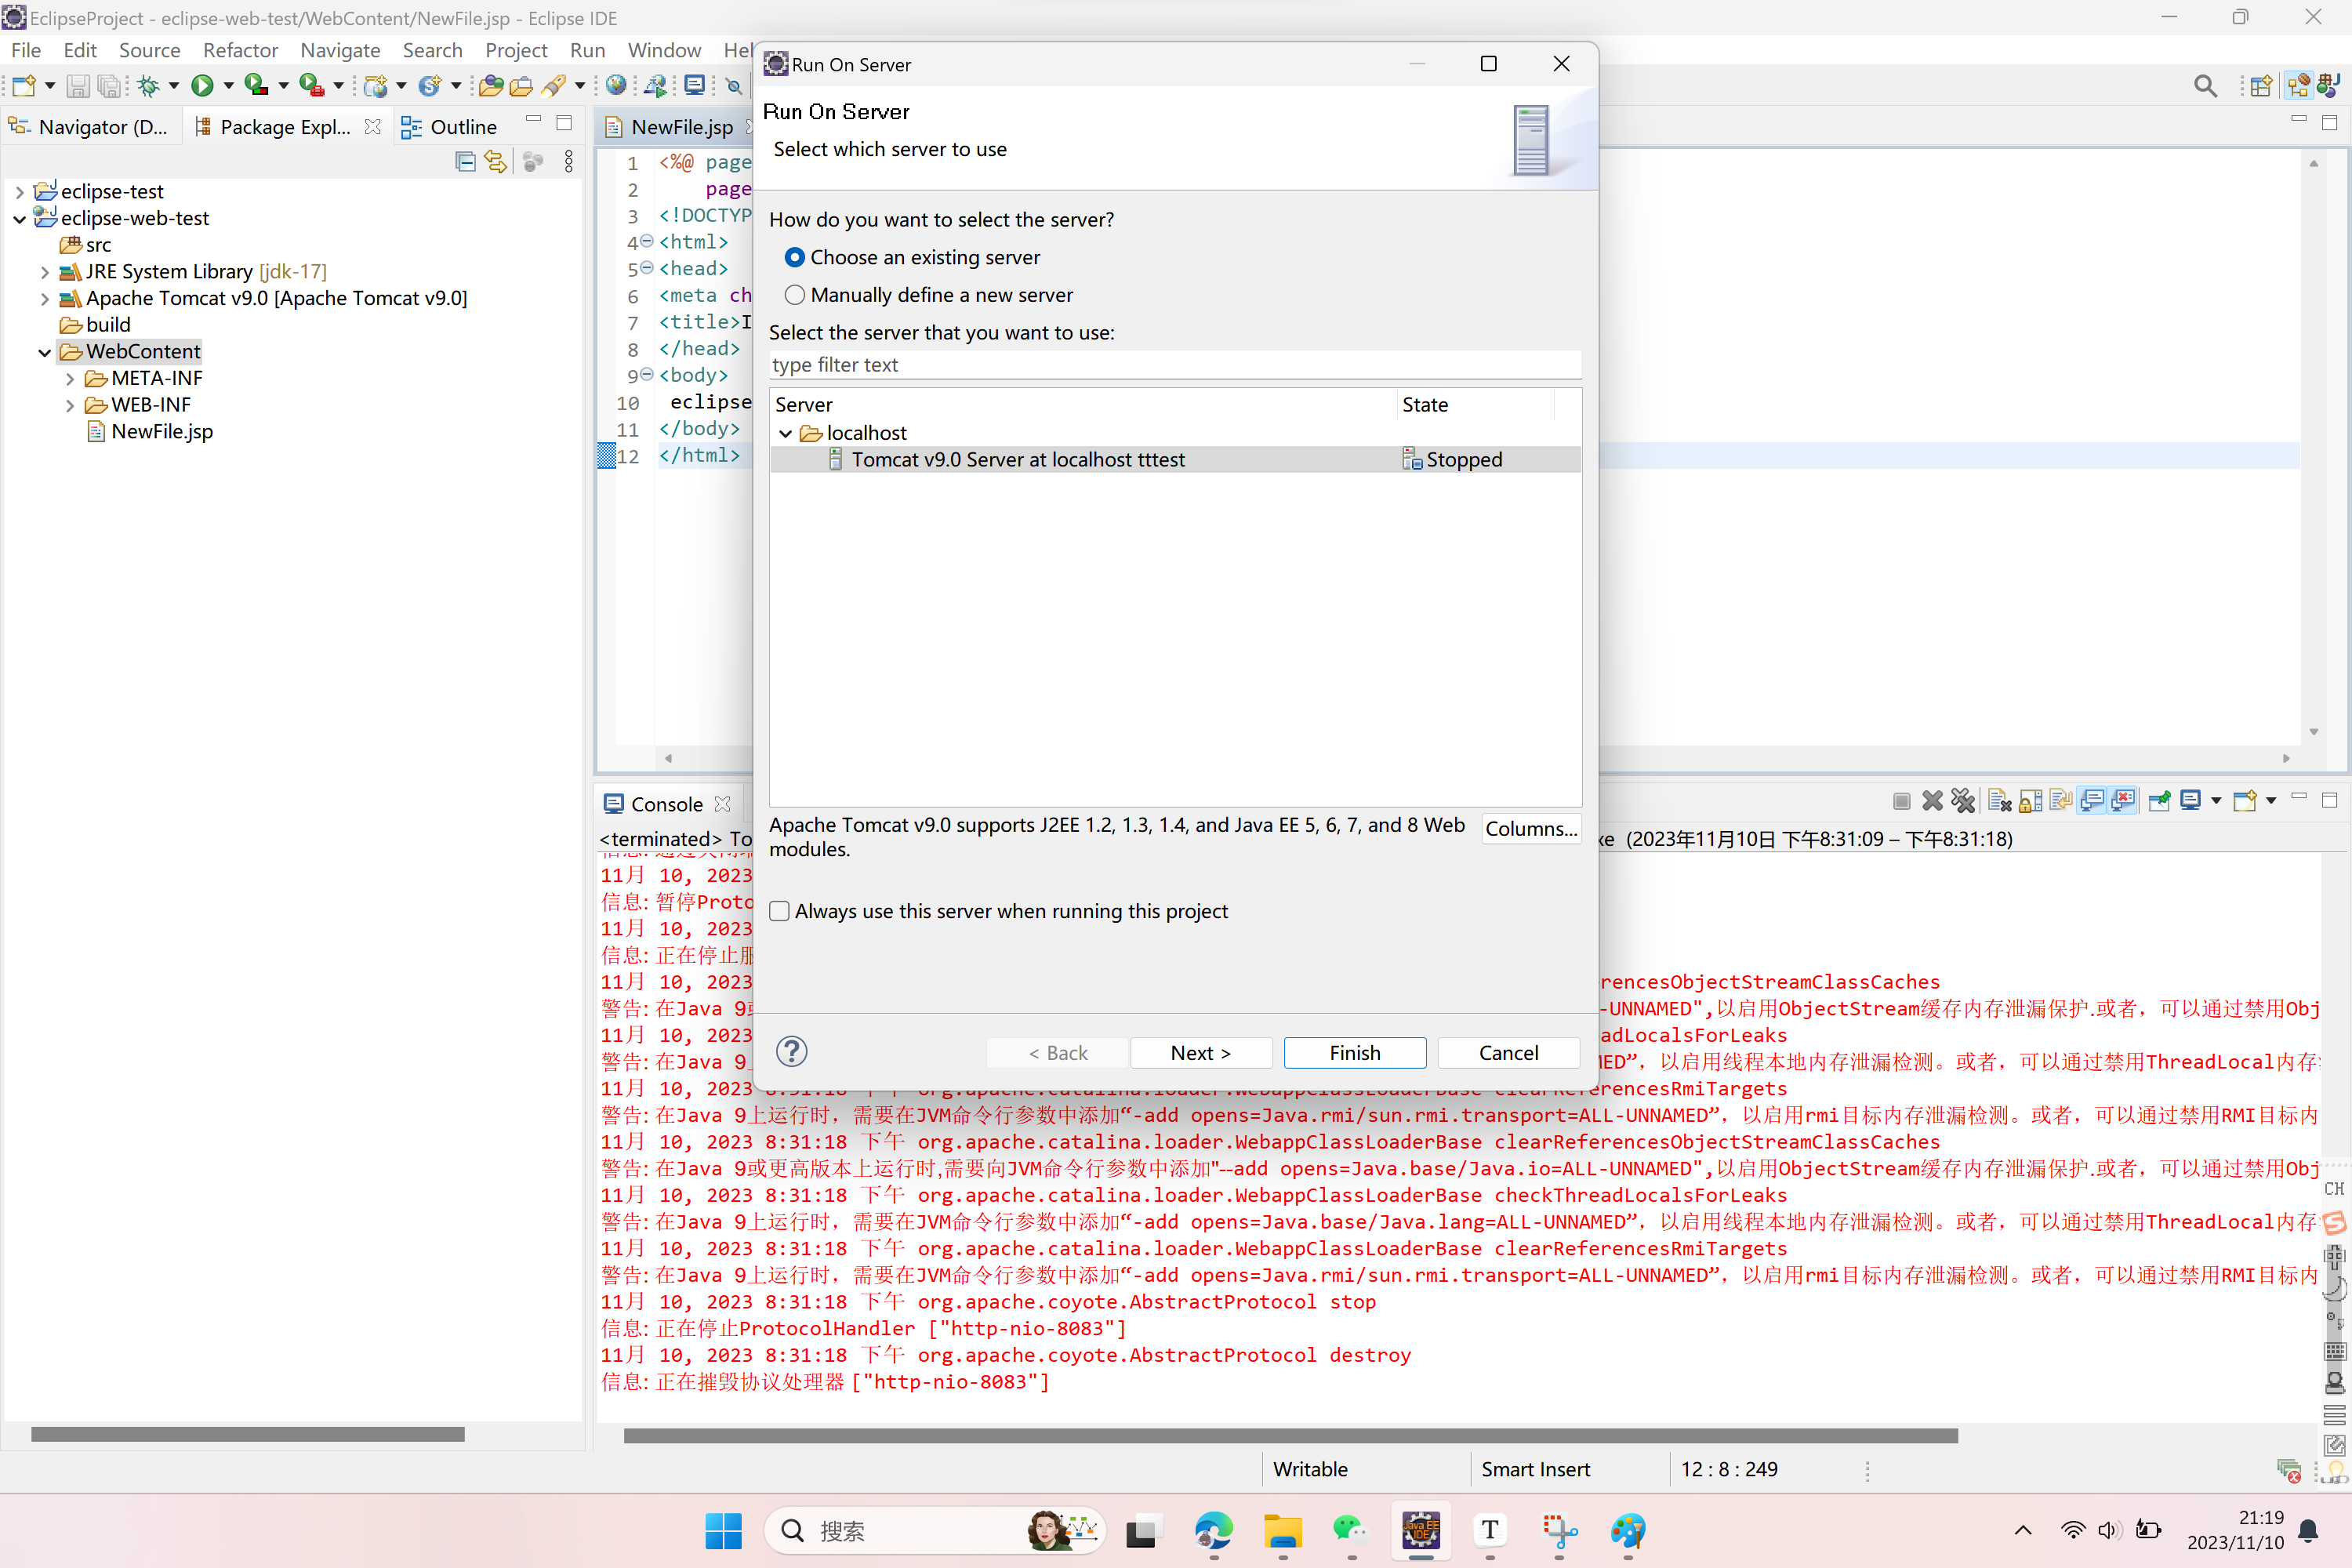 EclipseProject - eclipse-web-test/WebContent/NewFile.jsp - Eclipse IDE
File Edit Source Refactor Navigate Search Project Run Window Hel
Navigator (D...
Package Expl...
Outline
eclipse-test
eclipse-web-test
src
JRE System Library [jdk-17]
Apache Tomcat v9.0 [Apache Tomcat v9.0]
build
WebContent
META-INF
WEB-INF
NewFile.jsp
NewFile.jsp
1 <%@ page
2 page
3 <!DOCTYP
4 <html>
5 <head>
6 <meta ch
7 <title>I
8 </head>
9 <body>
10 eclipse
11 </body>
12 </html>
Run On Server
Run On Server
Select which server to use
How do you want to select the server?
Choose an existing server
Manually define a new server
Select the server that you want to use:
type filter text
Server State
localhost
Tomcat v9.0 Server at localhost tttest Stopped
Apache Tomcat v9.0 supports J2EE 1.2, 1.3, 1.4, and Java EE 5, 6, 7, and 8 Web
modules.
Columns...
Always use this server when running this project
< Back Next > Finish Cancel
Console
<terminated> To xe (2023年11月10日 下午8:31:09 – 下午8:31:18)
11月 10, 2023
信息: 暂停Proto
11月 10, 2023
信息: 正在停止服
11月 10, 2023 rencesObjectStreamClassCaches
警告: 在Java 9或 -UNNAMED",以启用ObjectStream缓存内存泄漏保护.或者，可以通过禁用Obj
11月 10, 2023 adLocalsForLeaks
警告: 在Java 9上 MED”，以启用线程本地内存泄漏检测。或者，可以通过禁用ThreadLocal内存
11月 10, 2023 8:31:18 下午 org.apache.catalina.loader.WebappClassLoaderBase clearReferencesRmiTargets
警告: 在Java 9上运行时，需要在JVM命令行参数中添加“-add opens=Java.rmi/sun.rmi.transport=ALL-UNNAMED”，以启用rmi目标内存泄漏检测。或者，可以通过禁用RMI目标内
11月 10, 2023 8:31:18 下午 org.apache.catalina.loader.WebappClassLoaderBase clearReferencesObjectStreamClassCaches
警告: 在Java 9或更高版本上运行时,需要向JVM命令行参数中添加"--add opens=Java.base/Java.io=ALL-UNNAMED",以启用ObjectStream缓存内存泄漏保护.或者，可以通过禁用Obj
11月 10, 2023 8:31:18 下午 org.apache.catalina.loader.WebappClassLoaderBase checkThreadLocalsForLeaks
警告: 在Java 9上运行时，需要在JVM命令行参数中添加“-add opens=Java.base/Java.lang=ALL-UNNAMED”，以启用线程本地内存泄漏检测。或者，可以通过禁用ThreadLocal内存
11月 10, 2023 8:31:18 下午 org.apache.catalina.loader.WebappClassLoaderBase clearReferencesRmiTargets
警告: 在Java 9上运行时，需要在JVM命令行参数中添加“-add opens=Java.rmi/sun.rmi.transport=ALL-UNNAMED”，以启用rmi目标内存泄漏检测。或者，可以通过禁用RMI目标内
11月 10, 2023 8:31:18 下午 org.apache.coyote.AbstractProtocol stop
信息: 正在停止ProtocolHandler ["http-nio-8083"]
11月 10, 2023 8:31:18 下午 org.apache.coyote.AbstractProtocol destroy
信息: 正在摧毁协议处理器 ["http-nio-8083"]
CH
中
Writable Smart Insert 12 : 8 : 249
搜索
Java EE IDE
T
21:19
2023/11/10